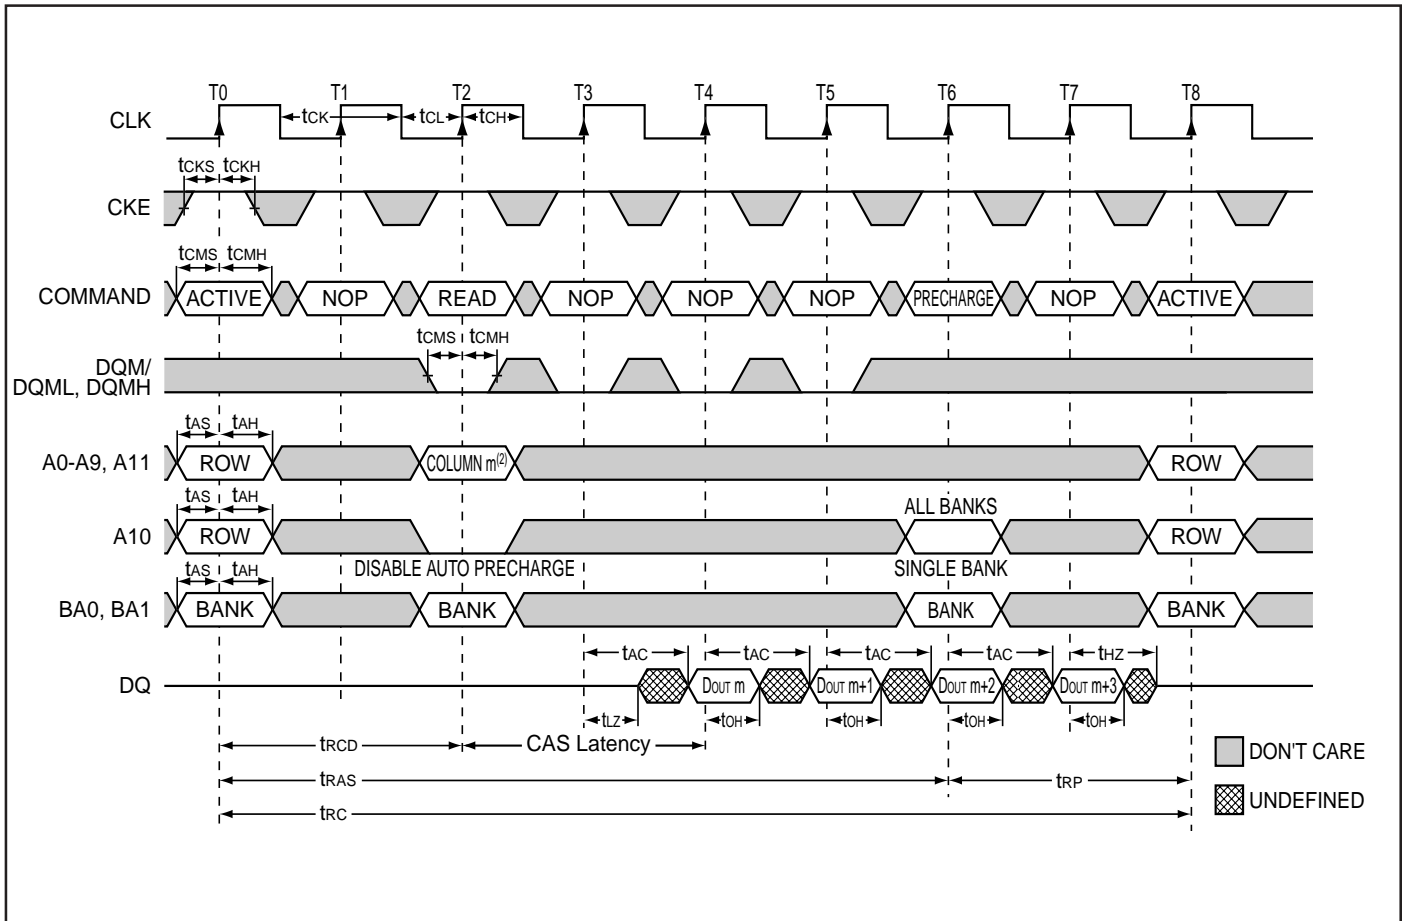 T0 T1 T2 T3 T4 T5 T6 T7 T8
CLK tCK tCL tCH
tCKS tCKH
CKE
tCMS tCMH
COMMAND ACTIVE NOP READ NOP NOP NOP PRECHARGE NOP ACTIVE
tCMS tCMH
DQM/
DQML, DQMH
tAS tAH
A0-A9, A11 ROW COLUMN m(2) ROW
tAS tAH ALL BANKS
A10 ROW ROW
DISABLE AUTO PRECHARGE SINGLE BANK
tAS tAH
BA0, BA1 BANK BANK BANK BANK
tAC tAC tAC tAC tHZ
DQ DOUT m DOUT m+1 DOUT m+2 DOUT m+3
tLZ tOH tOH tOH tOH
tRCD CAS Latency
DON'T CARE
tRAS tRP
UNDEFINED
tRC